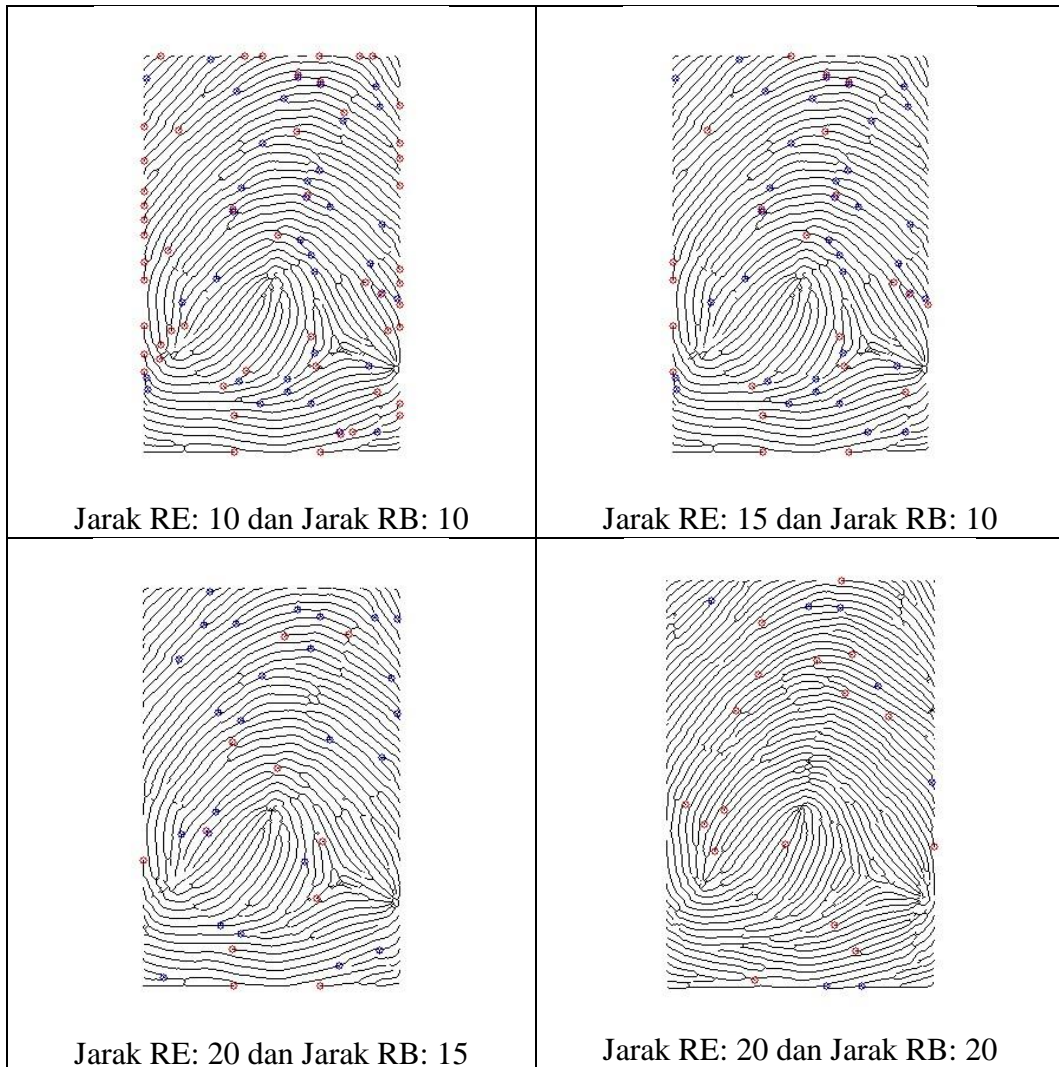 Jarak RE: 10 dan Jarak RB: 10
Jarak RE: 15 dan Jarak RB: 10
Jarak RE: 20 dan Jarak RB: 15
Jarak RE: 20 dan Jarak RB: 20